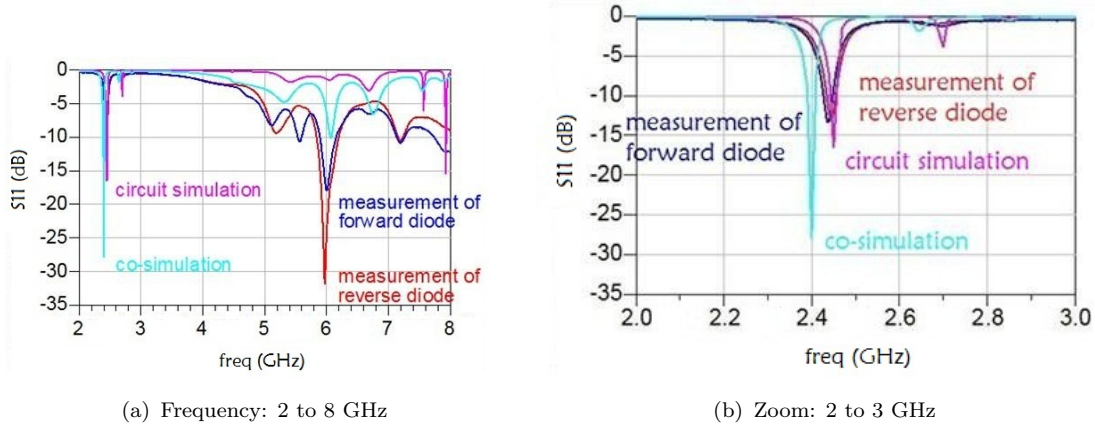 0
-5
-10
-15
-20
-25
-30
-35
S11 (dB)
circuit simulation
measurement of
forward diode
co-simulation
measurement of
reverse diode
2 3 4 5 6 7 8
freq (GHz)
(a) Frequency: 2 to 8 GHz
0
-5
-10
-15
-20
-25
-30
-35
S11 (dB)
measurement of
reverse diode
measurement of
forward diode
circuit simulation
co-simulation
2.0 2.2 2.4 2.6 2.8 3.0
freq (GHz)
(b) Zoom: 2 to 3 GHz